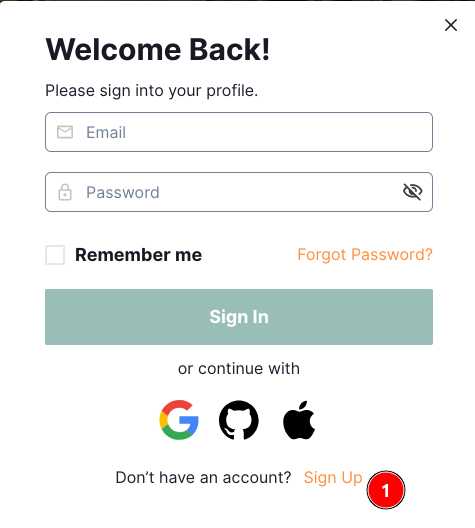 Welcome Back!
Please sign into your profile.
Email
Password
Remember me Forgot Password?
Sign In
or continue with
Don’t have an account? Sign Up
1